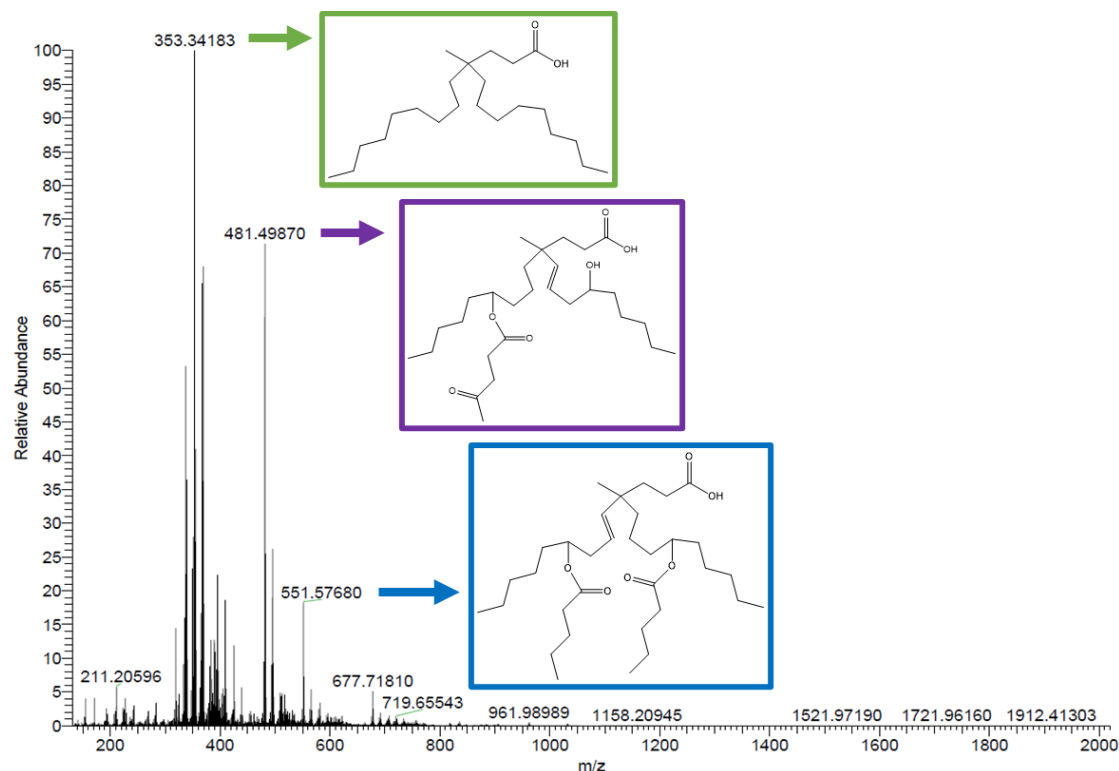 353.34183
O
OH
100
95
90
85
80
75
70
65
60
55
50
45
40
35
30
25
20
15
10
5
0
Relative Abundance
481.49870
O
OH
OH
O
O
O
551.57680
O
OH
O
O
O
O
211.20596
677.71810
719.65543
961.98989
1158.20945
1521.97190
1721.96160
1912.41303
200
400
600
800
1000
1200
1400
1600
1800
2000
m/z